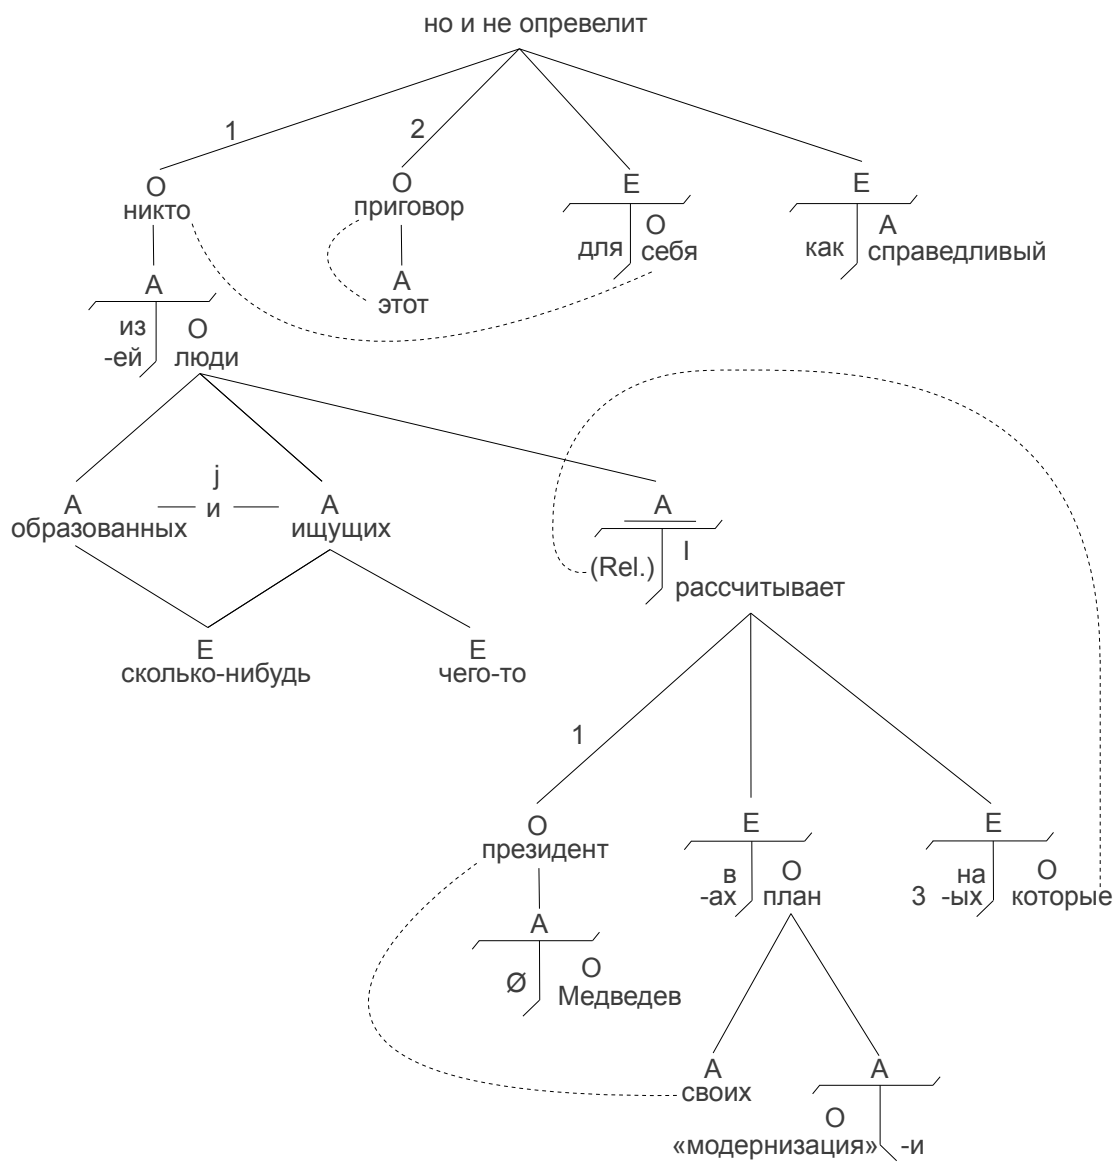 но и не опревелит
1
2
О
никто
О
приговор
Е
для
О
себя
Е
как
А
справедливый
А
этот
А
из
-ей
О
люди
А
образованных
j
и
А
ищущих
А
(Rel.)
I
рассчитывает
Е
сколько-нибудь
Е
чего-то
1
О
президент
Е
в
-ах
О
план
Е
на
3 -ых
О
которые
А
Ø
О
Медведев
А
своих
А
О
«модернизация»
-и